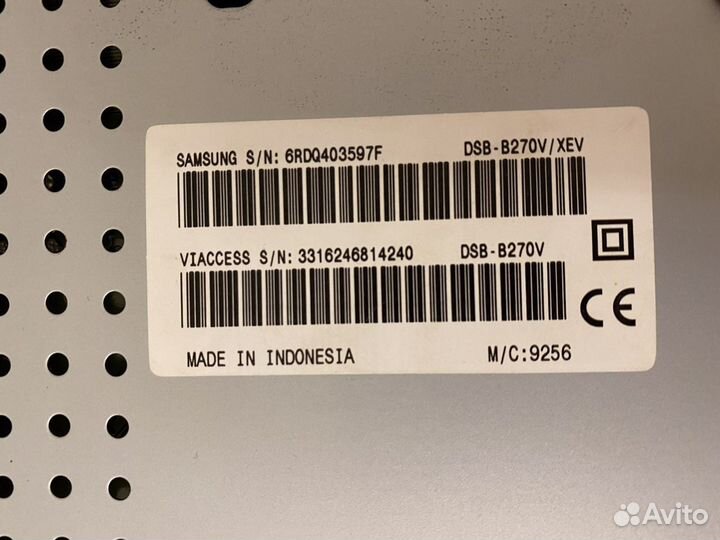 SAMSUNG S/N: 6RDQ403597F DSB-B270V/XEV
VIACCESS S/N: 3316246814240 DSB-B270V
CE
MADE IN INDONESIA M/C:9256
Avito